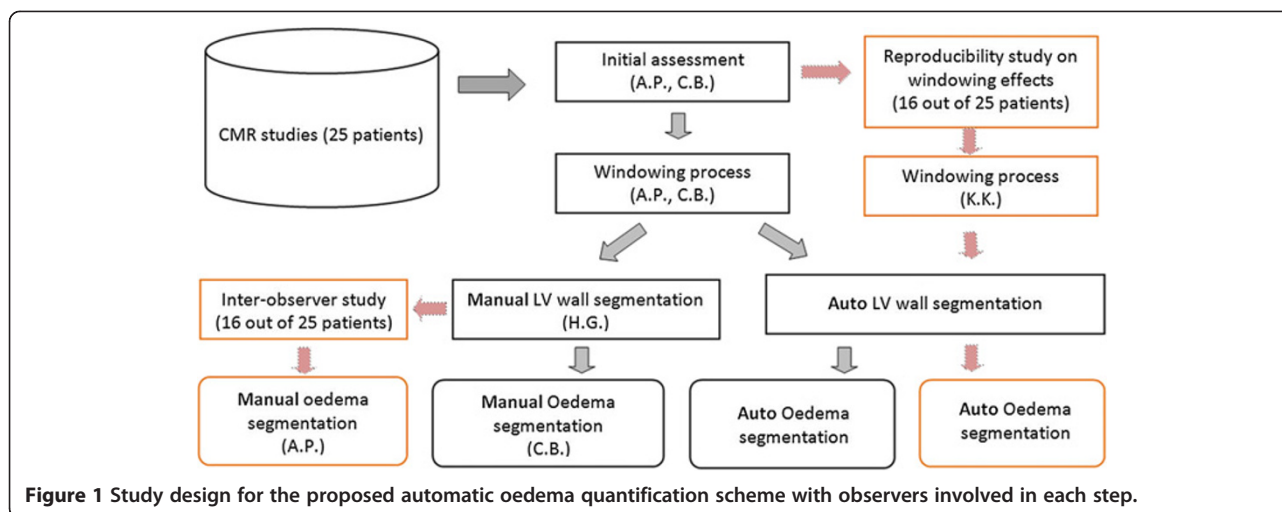 CMR studies (25 patients)
Initial assessment
(A.P., C.B.)
Reproducibility study on
windowing effects
(16 out of 25 patients)
Windowing process
(A.P., C.B.)
Windowing process
(K.K.)
Inter-observer study
(16 out of 25 patients)
Manual LV wall segmentation
(H.G.)
Auto LV wall segmentation
Manual oedema
segmentation
(A.P.)
Manual Oedema
segmentation
(C.B.)
Auto Oedema
segmentation
Auto Oedema
segmentation
Figure 1 Study design for the proposed automatic oedema quantification scheme with observers involved in each step.